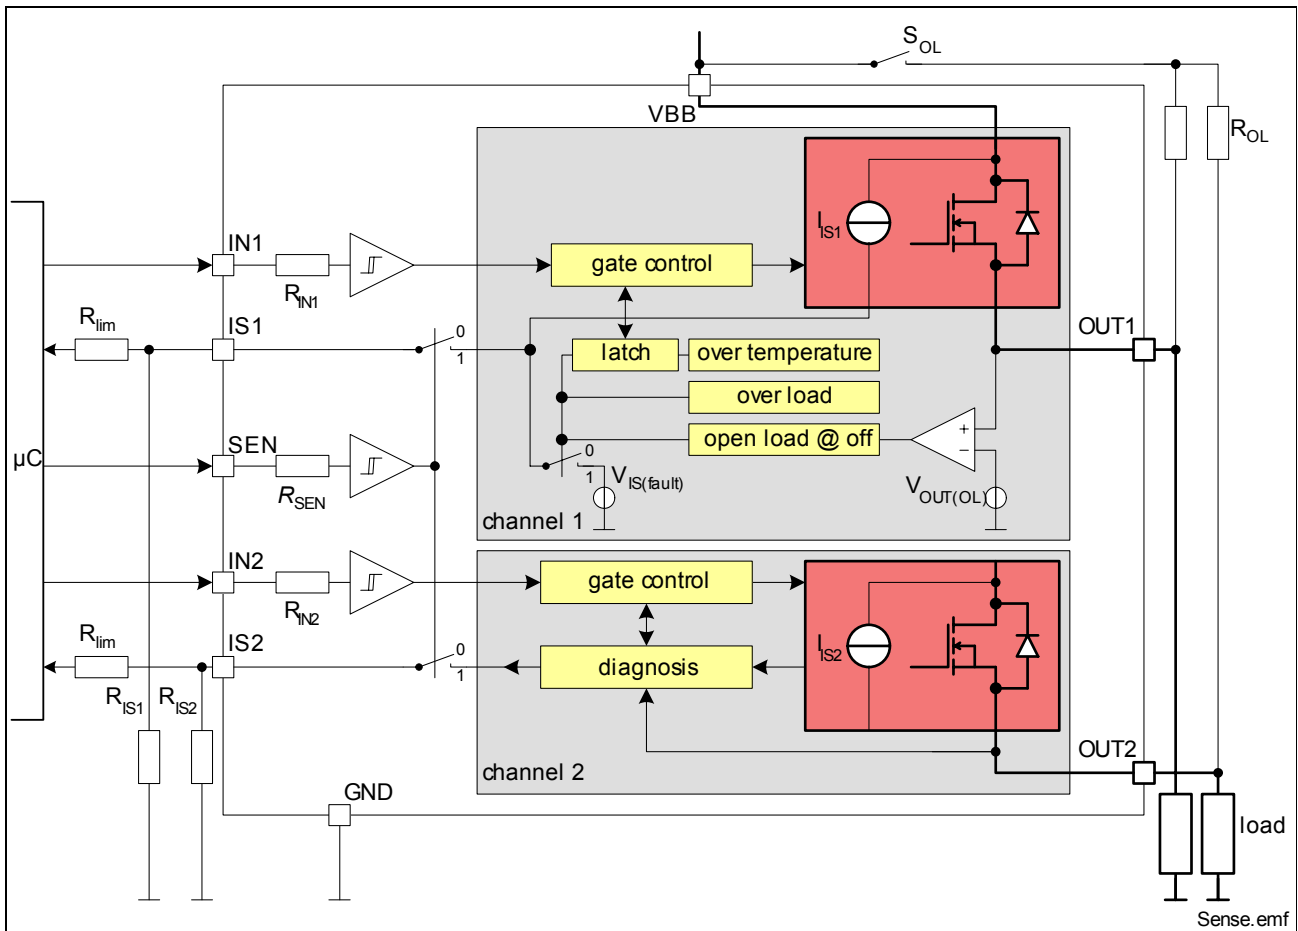 S_OL
VBB
R_OL
IN1
gate control
I_IS1
R_IN1
R_lim
IS1
0
1
OUT1
latch
over temperature
over load
µC
SEN
open load @ off
+
−
0
1
R_SEN
V_IS(fault)
V_OUT(OL)
channel 1
IN2
gate control
R_IN2
R_lim
IS2
0
1
diagnosis
I_IS2
R_IS1
R_IS2
OUT2
channel 2
GND
load
Sense.emf